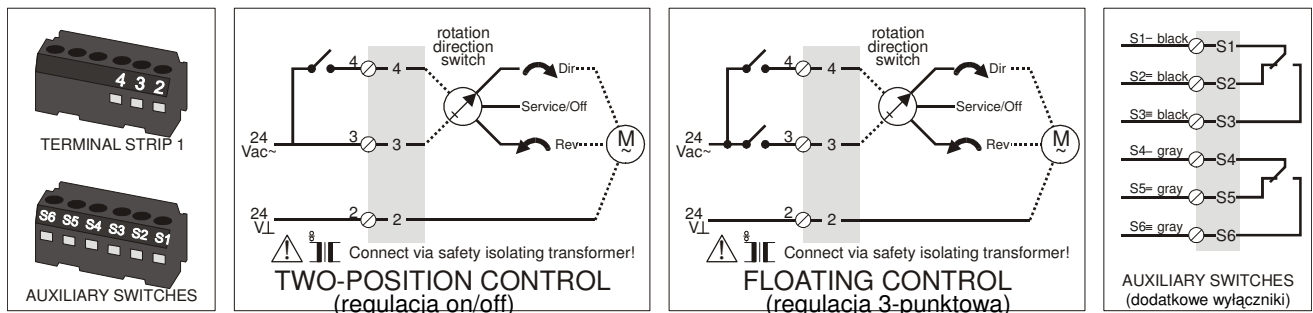 4 3 2
TERMINAL STRIP 1
S6 S5 S4 S3 S2 S1
AUXILIARY SWITCHES
rotation
direction
switch
4 4 Dir
Service/Off
24
Vac~
3 3 Rev
M
~
24
V⊥
2 2
Connect via safety isolating transformer!
TWO-POSITION CONTROL
(regulacja on/off)
rotation
direction
switch
4 4 Dir
Service/Off
24
Vac~
3 3 Rev
M
~
24
V⊥
2 2
Connect via safety isolating transformer!
FLOATING CONTROL
(regulacja 3-punktowa)
S1– black S1
S2= black S2
S3≡ black S3
S4– gray S4
S5= gray S5
S6≡ gray S6
AUXILIARY SWITCHES
(dodatkowe wyłączniki)